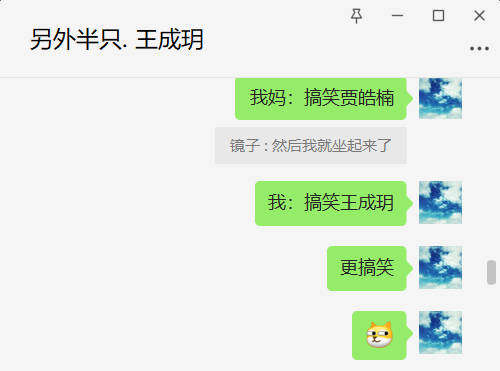 另外半只. 王成玥
我妈：搞笑贾皓楠
镜子 : 然后我就坐起来了
我：搞笑王成玥
更搞笑